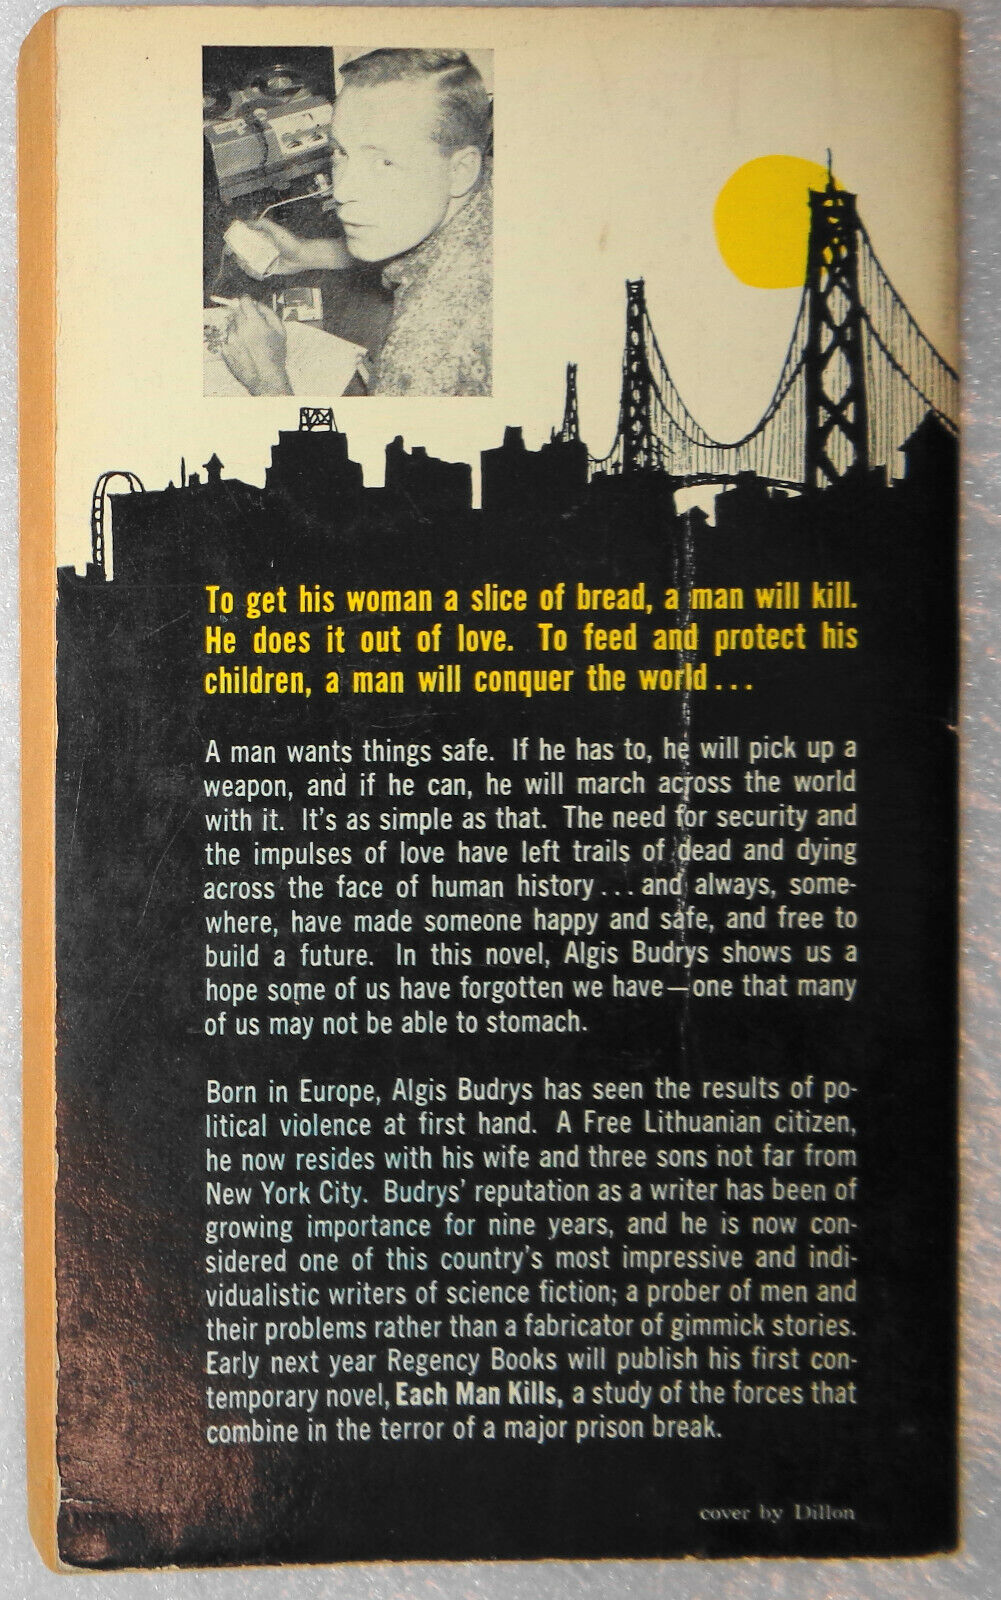 To get his woman a slice of bread, a man will kill.
He does it out of love. To feed and protect his
children, a man will conquer the world...
A man wants things safe. If he has to, he will pick up a
weapon, and if he can, he will march across the world
with it. It's as simple as that. The need for security and
the impulses of love have left trails of dead and dying
across the face of human history...and always, some-
where, have made someone happy and safe, and free to
build a future. In this novel, Algis Budrys shows us a
hope some of us have forgotten we have—one that many
of us may not be able to stomach.
Born in Europe, Algis Budrys has seen the results of po-
litical violence at first hand. A Free Lithuanian citizen,
he now resides with his wife and three sons not far from
New York City. Budrys' reputation as a writer has been of
growing importance for nine years, and he is now con-
sidered one of this country's most impressive and indi-
vidualistic writers of science fiction; a prober of men and
their problems rather than a fabricator of gimmick stories.
Early next year Regency Books will publish his first con-
temporary novel, Each Man Kills, a study of the forces that
combine in the terror of a major prison break.
cover by Dillon